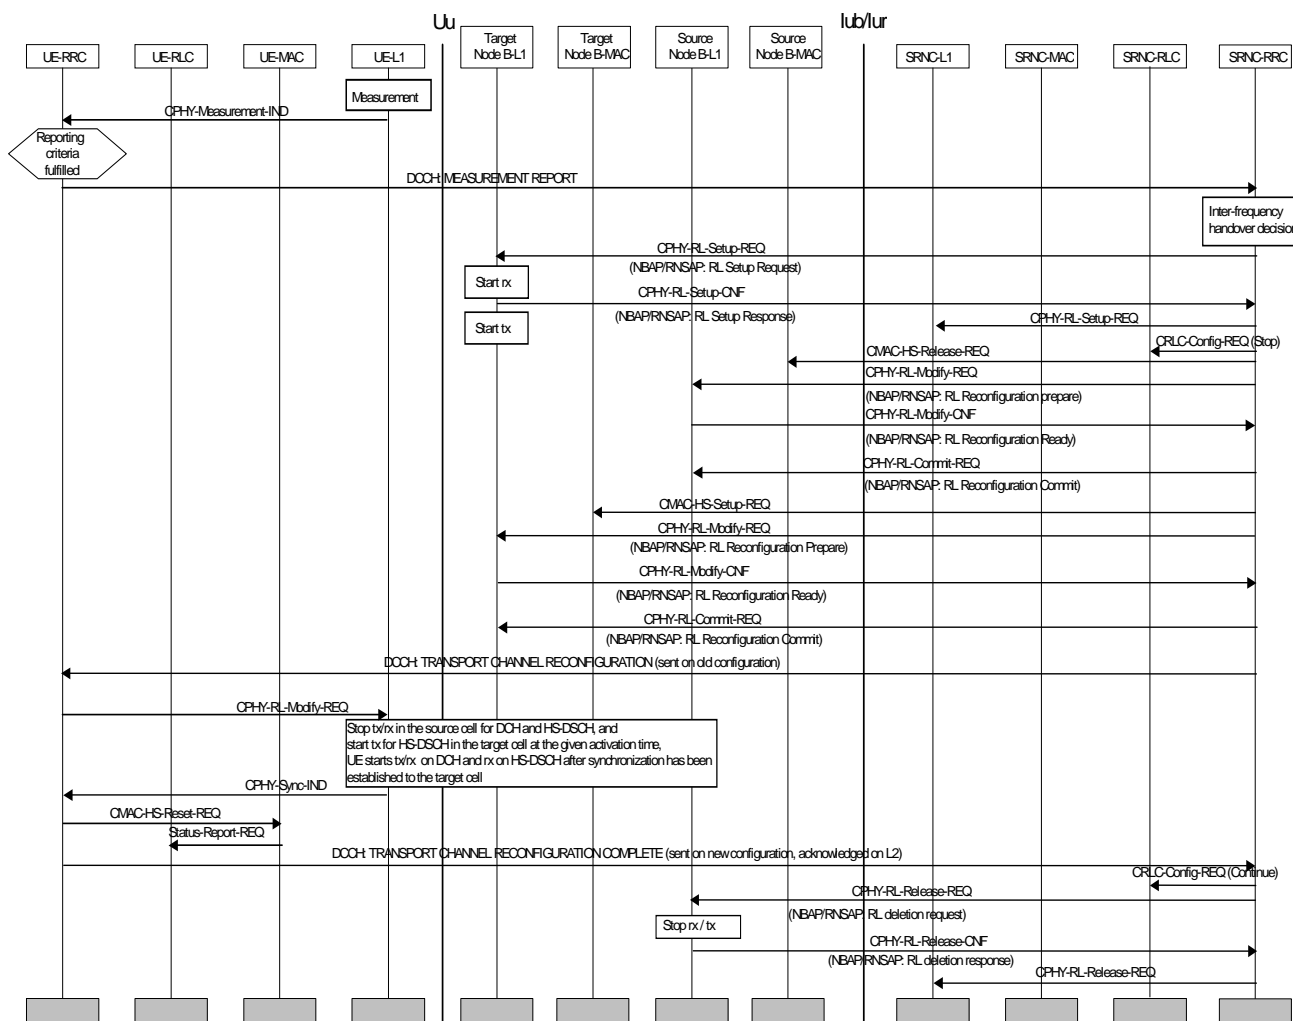 Uu
Iub/Iur
UE-RRC
UE-RLC
UE-MAC
UE-L1
Target
Node B-L1
Target
Node B-MAC
Source
Node B-L1
Source
Node B-MAC
SRNC-L1
SRNC-MAC
SRNC-RLC
SRNC-RRC
Measurement
CPHY-Measurement-IND
Reporting
criteria
fulfilled
DCCH: MEASUREMENT REPORT
Inter-frequency
handover decision
CPHY-RL-Setup-REQ
(NBAP/RNSAP: RL Setup Request)
Start rx
CPHY-RL-Setup-CNF
(NBAP/RNSAP: RL Setup Response)
Start tx
CPHY-RL-Setup-REQ
CRLC-Config-REQ (Stop)
CMAC-HS-Release-REQ
CPHY-RL-Modify-REQ
(NBAP/RNSAP: RL Reconfiguration prepare)
CPHY-RL-Modify-CNF
(NBAP/RNSAP: RL Reconfiguration Ready)
CPHY-RL-Commit-REQ
(NBAP/RNSAP: RL Reconfiguration Commit)
CMAC-HS-Setup-REQ
CPHY-RL-Modify-REQ
(NBAP/RNSAP: RL Reconfiguration Prepare)
CPHY-RL-Modify-CNF
(NBAP/RNSAP: RL Reconfiguration Ready)
CPHY-RL-Commit-REQ
(NBAP/RNSAP: RL Reconfiguration Commit)
DCCH: TRANSPORT CHANNEL RECONFIGURATION (sent on old configuration)
CPHY-RL-Modify-REQ
Stop tx/rx in the source cell for DCH and HS-DSCH, and
start tx for HS-DSCH in the target cell at the given activation time,
UE starts tx/rx on DCH and rx on HS-DSCH after synchronization has been
established to the target cell
CPHY-Sync-IND
CMAC-HS-Reset-REQ
Status-Report-REQ
DCCH: TRANSPORT CHANNEL RECONFIGURATION COMPLETE (sent on new configuration, acknowledged on L2)
CRLC-Config-REQ (Continue)
CPHY-RL-Release-REQ
(NBAP/RNSAP: RL deletion request)
Stop rx / tx
CPHY-RL-Release-CNF
(NBAP/RNSAP: RL deletion response)
CPHY-RL-Release-REQ